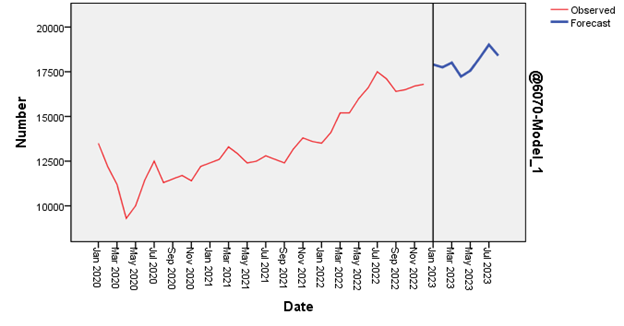 Observed
Forecast
20000
17500
15000
12500
10000
Number
@6070-Model_1
Jan 2020
Mar 2020
May 2020
Jul 2020
Sep 2020
Nov 2020
Jan 2021
Mar 2021
May 2021
Jul 2021
Sep 2021
Nov 2021
Jan 2022
Mar 2022
May 2022
Jul 2022
Sep 2022
Nov 2022
Jan 2023
Mar 2023
May 2023
Jul 2023
Date